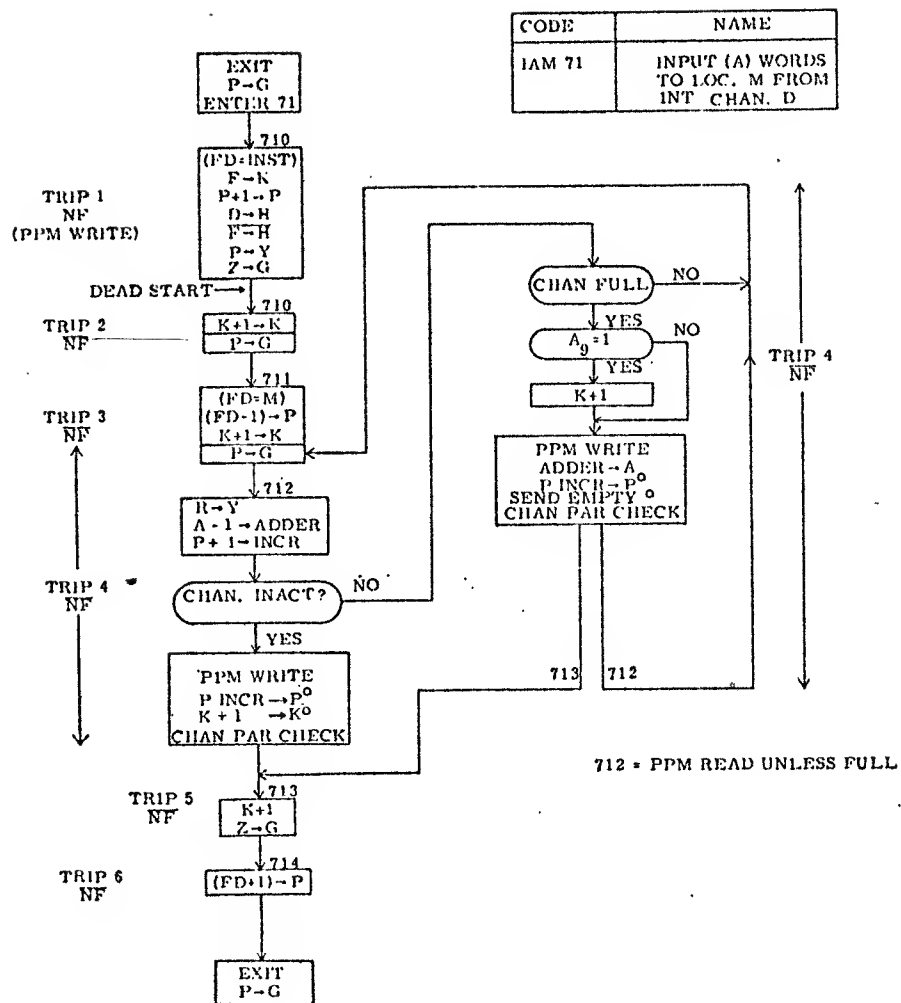 CODE NAME
IAM 71 INPUT (A) WORDS
TO LOC. M FROM
INT CHAN. D
EXIT
P→G
ENTER 71
710
TRIP 1
NF
(PPM WRITE)
(FD=INST)
F→K
P+1→P
D→H
F→H
P→Y
Z→G
DEAD START→
710
TRIP 2
NF
K+1→K
P→G
711
TRIP 3
NF
(FD=M)
(FD-1)→P
K+1→K
P→G
712
R→Y
A-1→ADDER
P+1→INCR
TRIP 4
NF
CHAN. INACT?
NO
YES
PPM WRITE
P INCR→P°
K+1 →K°
CHAN PAR CHECK
CHAN FULL
NO
YES
A9=1
NO
YES
K+1
PPM WRITE
ADDER→A
P INCR→P°
SEND EMPTY °
CHAN PAR CHECK
713 712
TRIP 4
NF
712 = PPM READ UNLESS FULL
TRIP 5
NF
713
K+1
Z→G
TRIP 6
NF
714
(FD+1)→P
EXIT
P→G